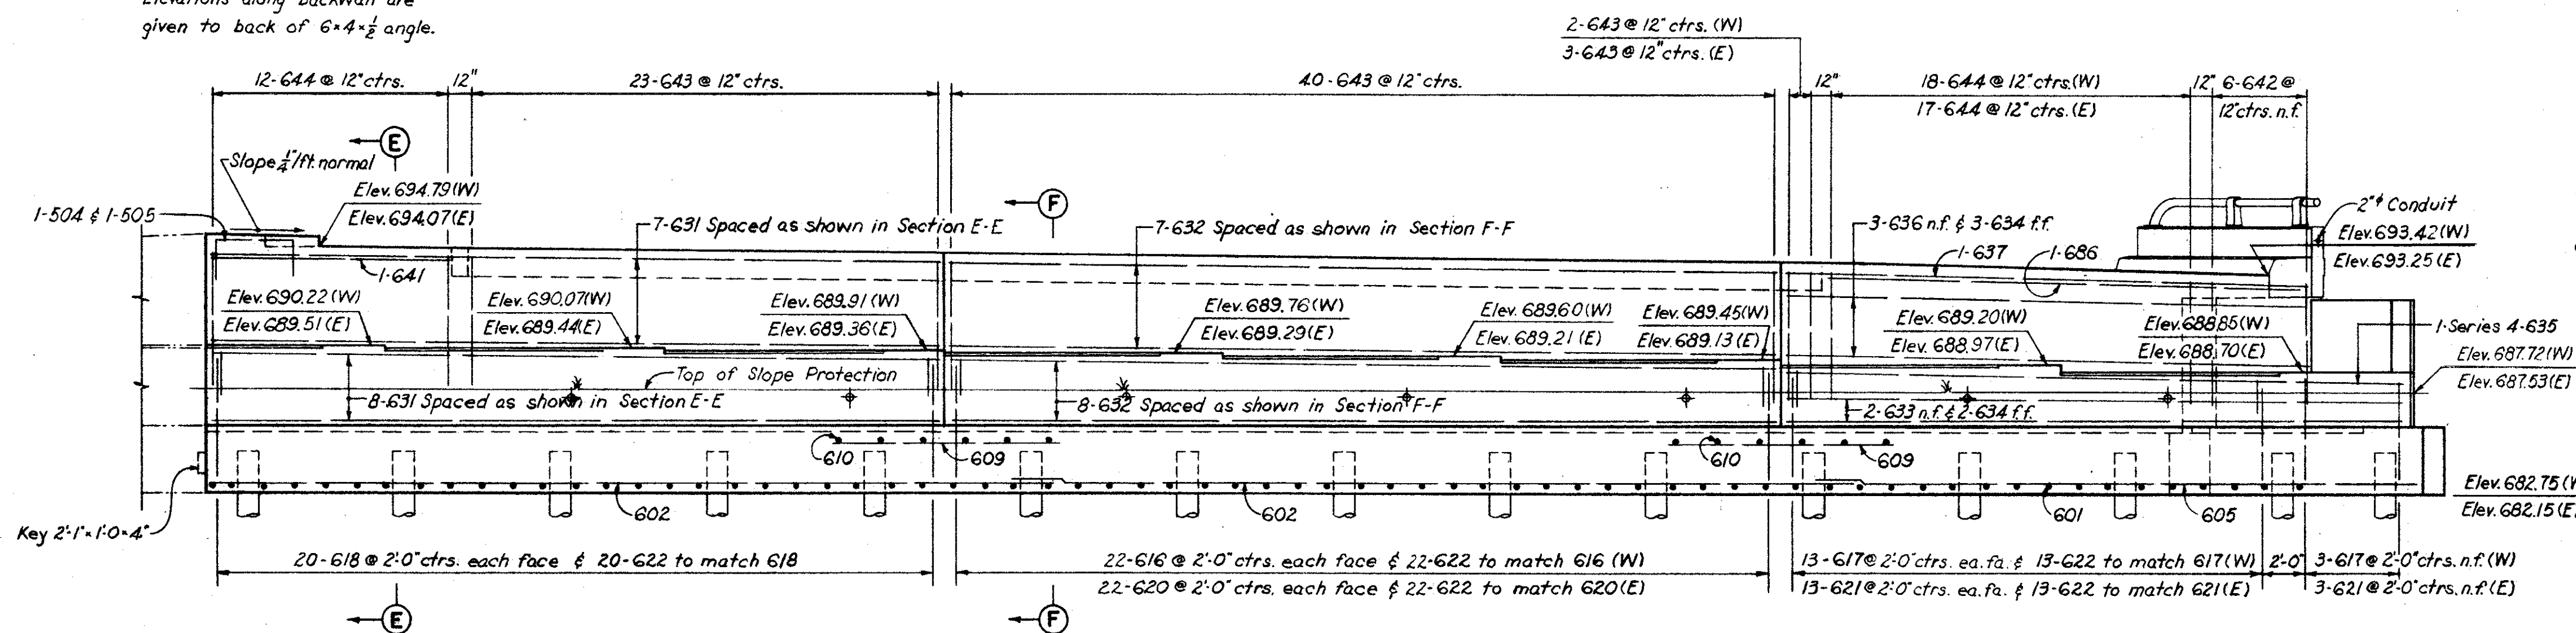 Elevations along backwall are
given to back of 6×4×½ angle.
2-643@12"ctrs.(W)
3-643@12"ctrs.(E)
12-644@12"ctrs.
12"
23-643@12"ctrs.
40-643@12"ctrs.
12"
18-644@12"ctrs.(W)
17-644@12"ctrs.(E)
12"
6-642@
12"ctrs.n.f.
E
Slope ¼"/ft. normal
Elev.694.79(W)
Elev.694.07(E)
1-504 & 1-505
F
7-631 Spaced as shown in Section E-E
7-632 Spaced as shown in Section F-F
3-636 n.f. & 3-634 f.f.
2"ø Conduit
Elev.693.42(W)
Elev.693.25(E)
1-641
1-637
1-686
Elev.690.22(W)
Elev.689.51(E)
Elev.690.07(W)
Elev.689.44(E)
Elev.689.91(W)
Elev.689.36(E)
Elev.689.76(W)
Elev.689.29(E)
Elev.689.60(W)
Elev.689.21(E)
Elev.689.45(W)
Elev.689.13(E)
Elev.689.20(W)
Elev.688.97(E)
Elev.688.85(W)
Elev.688.70(E)
1-Series 4-635
Elev.687.72(W)
Elev.687.53(E)
Top of Slope Protection
8-631 Spaced as shown in Section E-E
8-632 Spaced as shown in Section F-F
2-633 n.f.&2-634 f.f.
610
609
610
609
602
602
601
605
Elev.682.75(W
Elev.682.15(E
Key 2'-1"×1'-0×4"
20-618@2'-0"ctrs. each face & 20-622 to match 618
22-616@2'-0"ctrs. each face & 22-622 to match 616 (W)
22-620@2'-0"ctrs. each face & 22-622 to match 620(E)
13-617@2'-0"ctrs. ea.fa. & 13-622 to match 617(W)
13-621@2'-0"ctrs. ea.fa. & 13-622 to match 621(E)
2'-0"
3-617@2'-0"ctrs.n.f.(W)
3-621@2'-0"ctrs.n.f.(E)
E
F